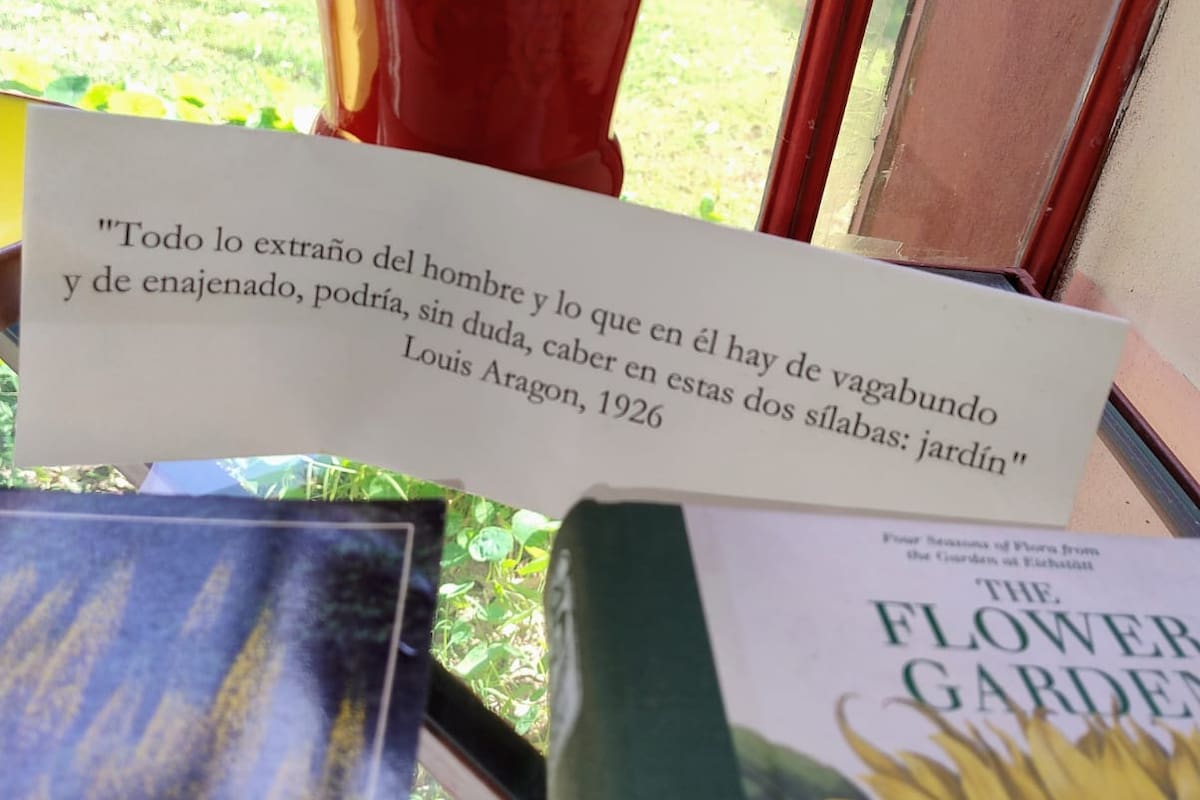 "Todo lo extraño del hombre y lo que en él hay de vagabundo
y de enajenado, podría, sin duda, caber en estas dos sílabas: jardín"
Louis Aragon, 1926
Four Seasons of Flora from
the Garden at Eichstätt
THE
FLOWER
GARDEN